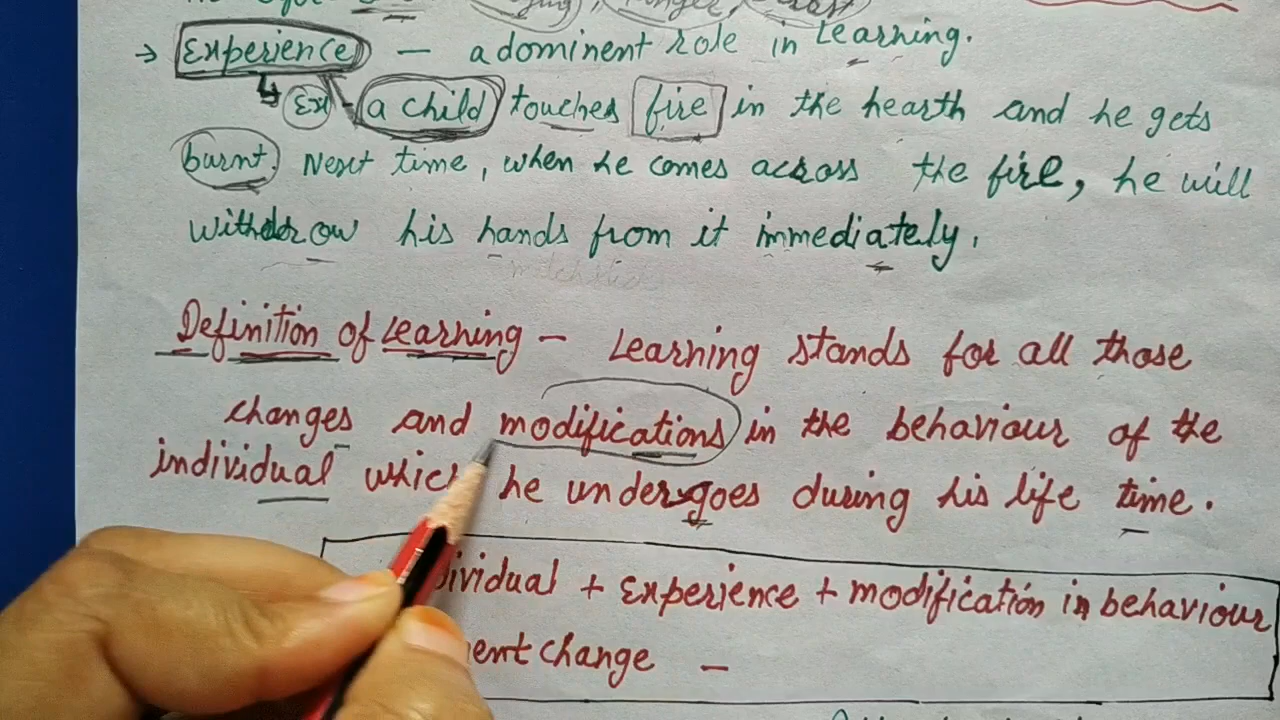 → Experience — a dominent role in Learning.
Ex - a child touches fire in the hearth and he gets
burnt. Next time, when he comes across the fire, he will
withdrow his hands from it immediately.
Definition of Learning — Learning stands for all those
changes and modifications in the behaviour of the
individual which he undergoes during his life time.
ividual + Experience + modification in behaviour
ent change —